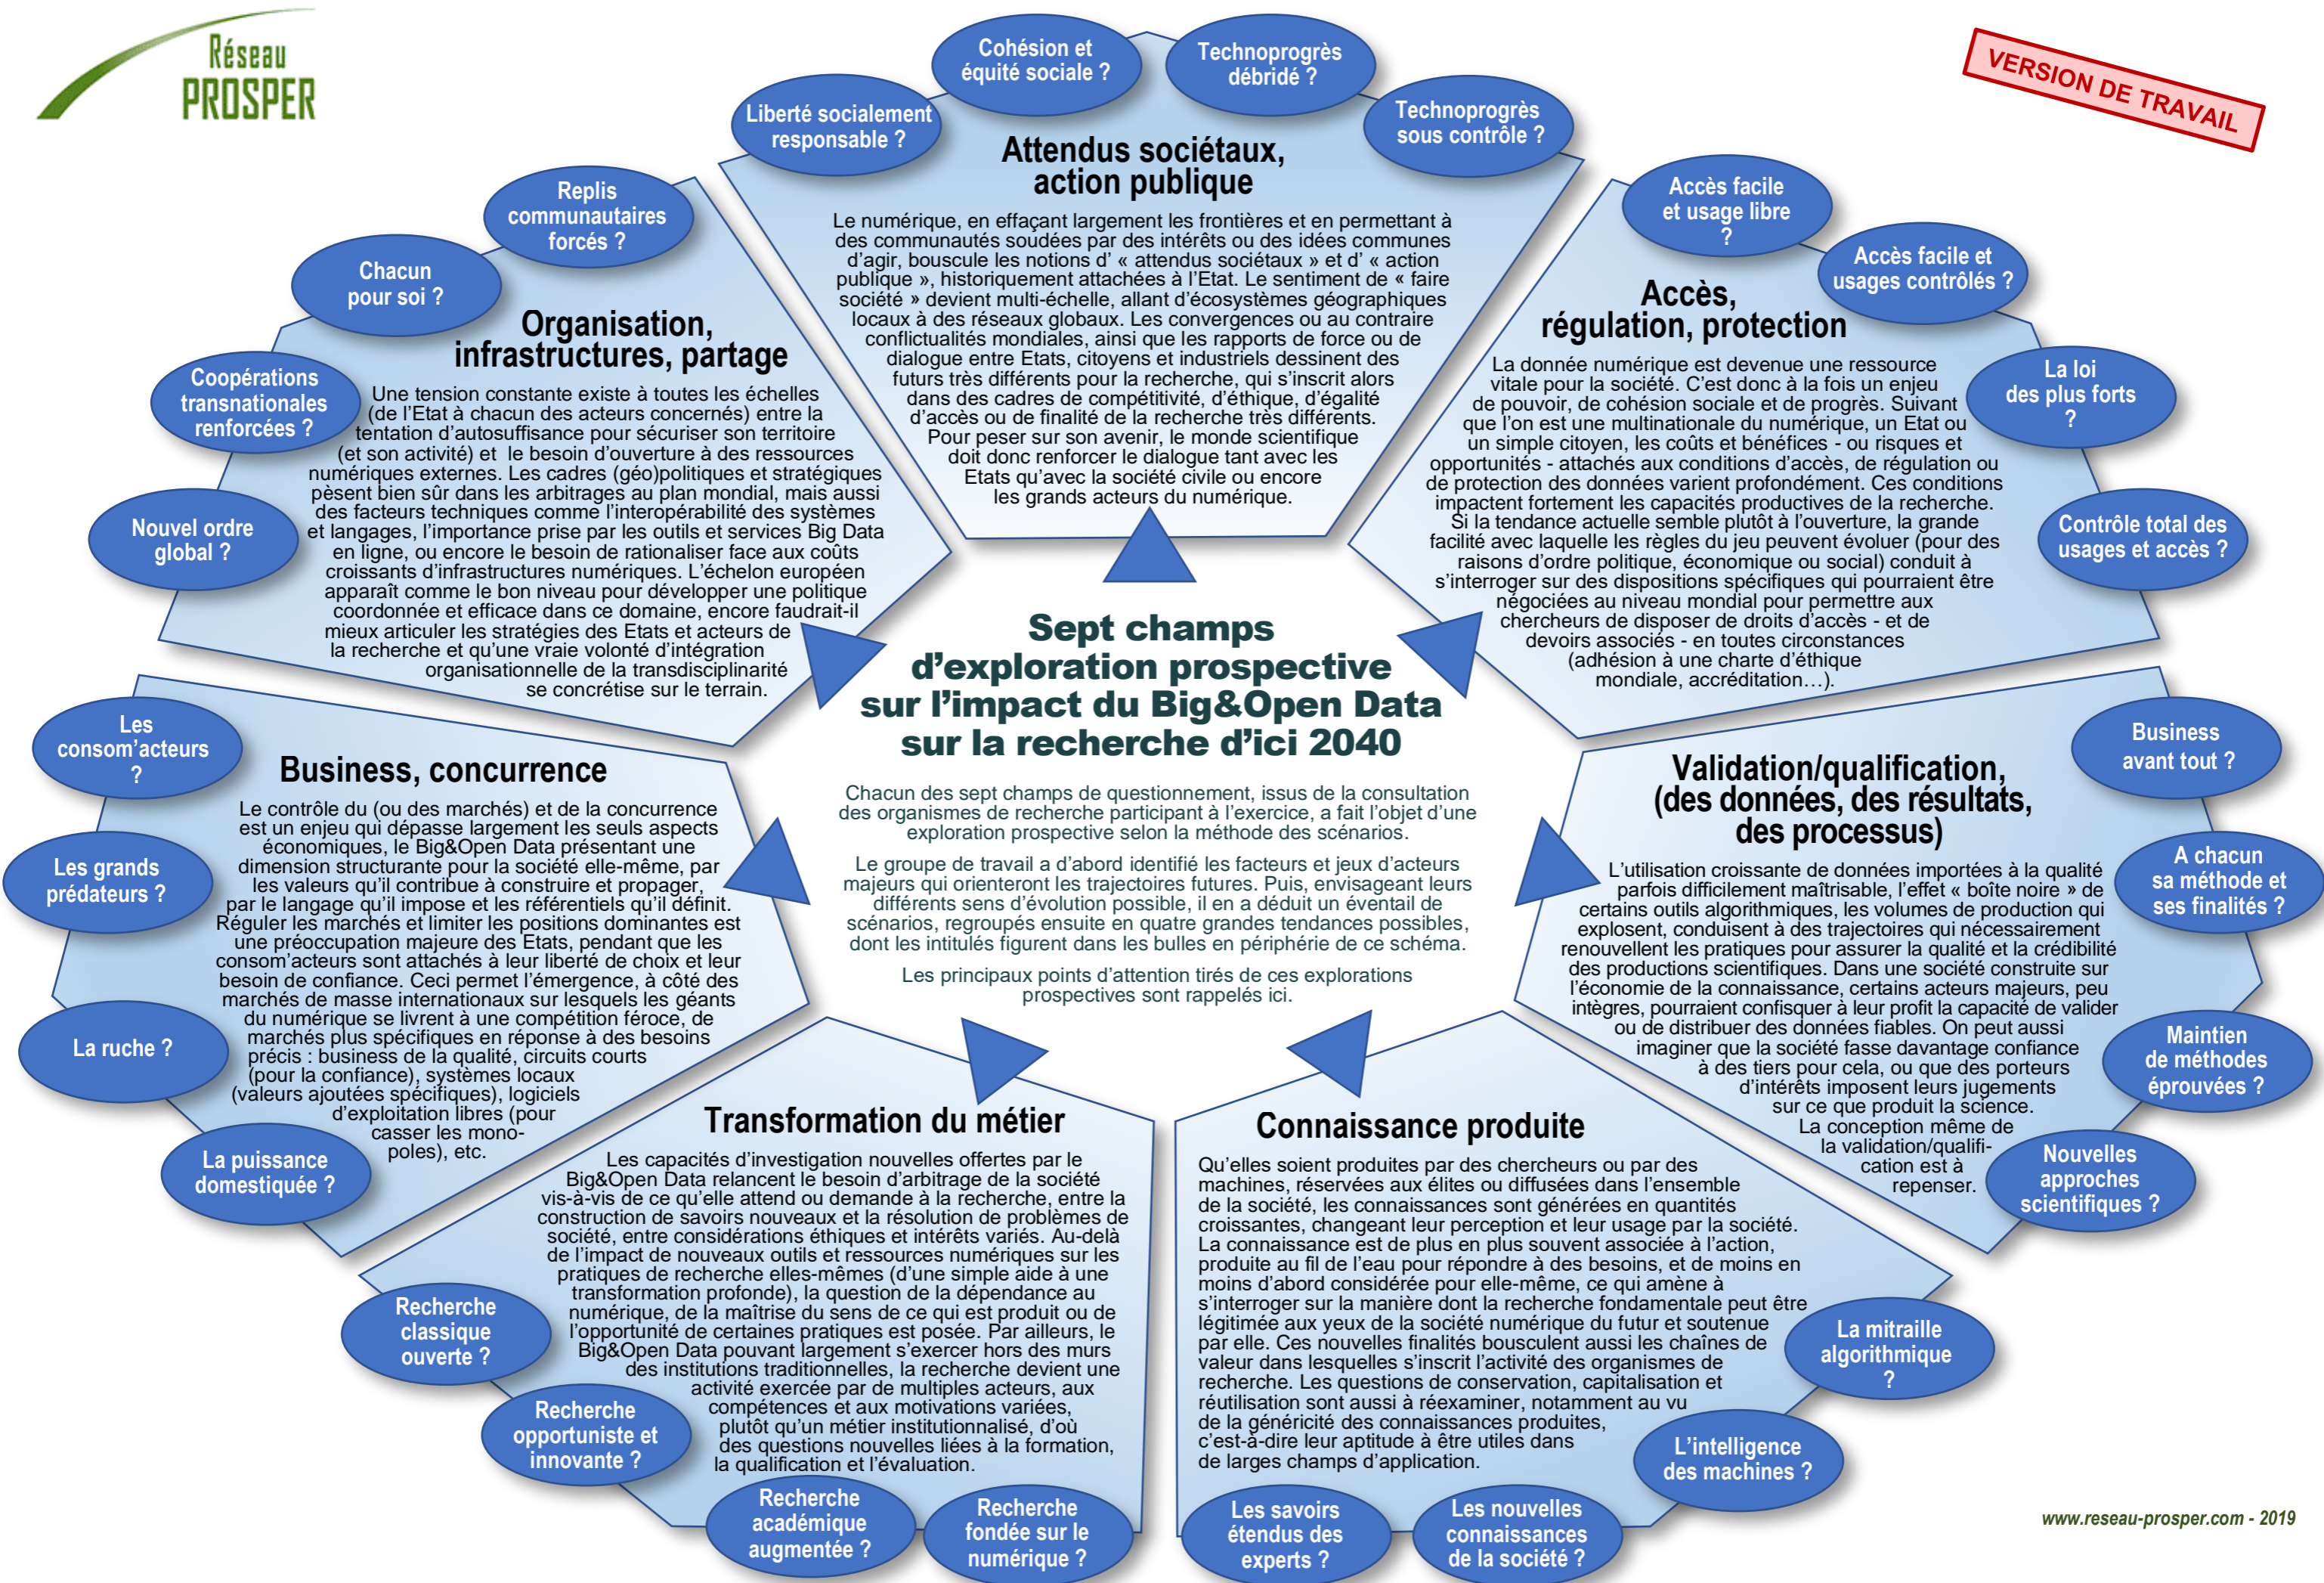 Réseau
PROSPER
VERSION DE TRAVAIL
Liberté socialement
responsable ?
Cohésion et
équité sociale ?
Technoprogrès
débridé ?
Technoprogrès
sous contrôle ?
Attendus sociétaux,
action publique
Le numérique, en effaçant largement les frontières et en permettant à
des communautés soudées par des intérêts ou des idées communes
d'agir, bouscule les notions d' « attendus sociétaux » et d' « action
publique », historiquement attachées à l'Etat. Le sentiment de « faire
société » devient multi-échelle, allant d'écosystèmes géographiques
locaux à des réseaux globaux. Les convergences ou au contraire
conflictualités mondiales, ainsi que les rapports de force ou de
dialogue entre Etats, citoyens et industriels dessinent des
futurs très différents pour la recherche, qui s'inscrit alors
dans des cadres de compétitivité, d'éthique, d'égalité
d'accès ou de finalité de la recherche très différents.
Pour peser sur son avenir, le monde scientifique
doit donc renforcer le dialogue tant avec les
Etats qu'avec la société civile ou encore
les grands acteurs du numérique.
Accès facile
et usage libre
?
Accès facile et
usages contrôlés ?
La loi
des plus forts
?
Contrôle total des
usages et accès ?
Accès,
régulation, protection
La donnée numérique est devenue une ressource
vitale pour la société. C'est donc à la fois un enjeu
de pouvoir, de cohésion sociale et de progrès. Suivant
que l'on est une multinationale du numérique, un Etat ou
un simple citoyen, les coûts et bénéfices - ou risques et
opportunités - attachés aux conditions d'accès, de régulation ou
de protection des données varient profondément. Ces conditions
impactent fortement les capacités productives de la recherche.
Si la tendance actuelle semble plutôt à l'ouverture, la grande
facilité avec laquelle les règles du jeu peuvent évoluer (pour des
raisons d'ordre politique, économique ou social) conduit à
s'interroger sur des dispositions spécifiques qui pourraient être
négociées au niveau mondial pour permettre aux
chercheurs de disposer de droits d'accès - et de
devoirs associés - en toutes circonstances
(adhésion à une charte d'éthique
mondiale, accréditation…).
Replis
communautaires
forcés ?
Chacun
pour soi ?
Coopérations
transnationales
renforcées ?
Nouvel ordre
global ?
Organisation,
infrastructures, partage
Une tension constante existe à toutes les échelles
(de l'Etat à chacun des acteurs concernés) entre la
tentation d'autosuffisance pour sécuriser son territoire
(et son activité) et  le besoin d'ouverture à des ressources
numériques externes. Les cadres (géo)politiques et stratégiques
pèsent bien sûr dans les arbitrages au plan mondial, mais aussi
des facteurs techniques comme l'interopérabilité des systèmes
et langages, l'importance prise par les outils et services Big Data
en ligne, ou encore le besoin de rationaliser face aux coûts
croissants d'infrastructures numériques. L'échelon européen
apparaît comme le bon niveau pour développer une politique
coordonnée et efficace dans ce domaine, encore faudrait-il
mieux articuler les stratégies des Etats et acteurs de
la recherche et qu'une vraie volonté d'intégration
organisationnelle de la transdisciplinarité
se concrétise sur le terrain.
Sept champs
d'exploration prospective
sur l'impact du Big&Open Data
sur la recherche d'ici 2040
Chacun des sept champs de questionnement, issus de la consultation
des organismes de recherche participant à l'exercice, a fait l'objet d'une
exploration prospective selon la méthode des scénarios.
Le groupe de travail a d'abord identifié les facteurs et jeux d'acteurs
majeurs qui orienteront les trajectoires futures. Puis, envisageant leurs
différents sens d'évolution possible, il en a déduit un éventail de
scénarios, regroupés ensuite en quatre grandes tendances possibles,
dont les intitulés figurent dans les bulles en périphérie de ce schéma.
Les principaux points d'attention tirés de ces explorations
prospectives sont rappelés ici.
Les
consom'acteurs
?
Les grands
prédateurs ?
La ruche ?
La puissance
domestiquée ?
Business, concurrence
Le contrôle du (ou des marchés) et de la concurrence
est un enjeu qui dépasse largement les seuls aspects
économiques, le Big&Open Data présentant une
dimension structurante pour la société elle-même, par
les valeurs qu'il contribue à construire et propager,
par le langage qu'il impose et les référentiels qu'il définit.
Réguler les marchés et limiter les positions dominantes est
une préoccupation majeure des Etats, pendant que les
consom'acteurs sont attachés à leur liberté de choix et leur
besoin de confiance. Ceci permet l'émergence, à côté des
marchés de masse internationaux sur lesquels les géants
du numérique se livrent à une compétition féroce, de
marchés plus spécifiques en réponse à des besoins
précis : business de la qualité, circuits courts
(pour la confiance), systèmes locaux
(valeurs ajoutées spécifiques), logiciels
d'exploitation libres (pour
casser les mono-
poles), etc.
Business
avant tout ?
A chacun
sa méthode et
ses finalités ?
Maintien
de méthodes
éprouvées ?
Nouvelles
approches
scientifiques ?
Validation/qualification,
(des données, des résultats,
des processus)
L'utilisation croissante de données importées à la qualité
parfois difficilement maîtrisable, l'effet « boîte noire » de
certains outils algorithmiques, les volumes de production qui
explosent, conduisent à des trajectoires qui nécessairement
renouvellent les pratiques pour assurer la qualité et la crédibilité
des productions scientifiques. Dans une société construite sur
l'économie de la connaissance, certains acteurs majeurs, peu
intègres, pourraient confisquer à leur profit la capacité de valider
ou de distribuer des données fiables. On peut aussi
imaginer que la société fasse davantage confiance
à des tiers pour cela, ou que des porteurs
d'intérêts imposent leurs jugements
sur ce que produit la science.
La conception même de
la validation/qualifi-
cation est à
repenser.
Transformation du métier
Les capacités d'investigation nouvelles offertes par le
Big&Open Data relancent le besoin d'arbitrage de la société
vis-à-vis de ce qu'elle attend ou demande à la recherche, entre la
construction de savoirs nouveaux et la résolution de problèmes de
société, entre considérations éthiques et intérêts variés. Au-delà
de l'impact de nouveaux outils et ressources numériques sur les
pratiques de recherche elles-mêmes (d'une simple aide à une
transformation profonde), la question de la dépendance au
numérique, de la maîtrise du sens de ce qui est produit ou de
l'opportunité de certaines pratiques est posée. Par ailleurs, le
Big&Open Data pouvant largement s'exercer hors des murs
des institutions traditionnelles, la recherche devient une
activité exercée par de multiples acteurs, aux
compétences et aux motivations variées,
plutôt qu'un métier institutionnalisé, d'où
des questions nouvelles liées à la formation,
la qualification et l'évaluation.
Recherche
classique
ouverte ?
Recherche
opportuniste et
innovante ?
Recherche
académique
augmentée ?
Recherche
fondée sur le
numérique ?
Connaissance produite
Qu'elles soient produites par des chercheurs ou par des
machines, réservées aux élites ou diffusées dans l'ensemble
de la société, les connaissances sont générées en quantités
croissantes, changeant leur perception et leur usage par la société.
La connaissance est de plus en plus souvent associée à l'action,
produite au fil de l'eau pour répondre à des besoins, et de moins en
moins d'abord considérée pour elle-même, ce qui amène à
s'interroger sur la manière dont la recherche fondamentale peut être
légitimée aux yeux de la société numérique du futur et soutenue
par elle. Ces nouvelles finalités bousculent aussi les chaînes de
valeur dans lesquelles s'inscrit l'activité des organismes de
recherche. Les questions de conservation, capitalisation et
réutilisation sont aussi à réexaminer, notamment au vu
de la généricité des connaissances produites,
c'est-à-dire leur aptitude à être utiles dans
de larges champs d'application.
La mitraille
algorithmique
?
L'intelligence
des machines ?
Les savoirs
étendus des
experts ?
Les nouvelles
connaissances
de la société ?
www.reseau-prosper.com - 2019